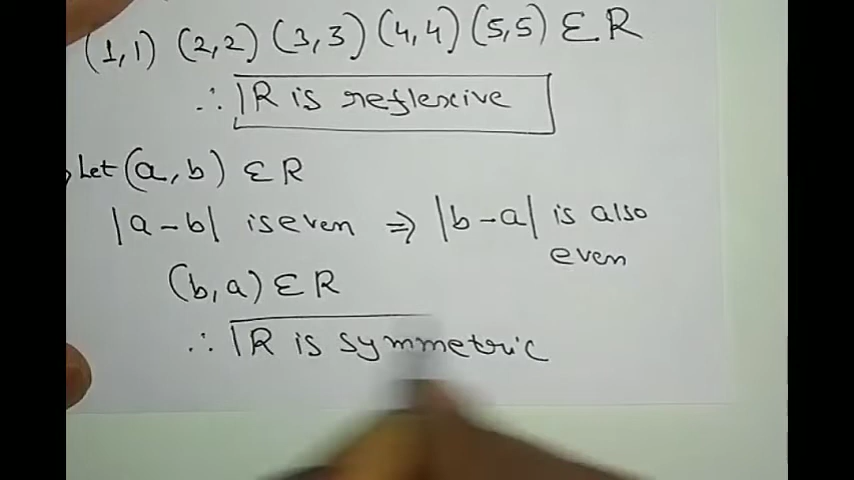 (1,1) (2,2) (3,3) (4,4) (5,5) ∈ R
∴ R is reflexive
Let (a,b) ∈ R
|a-b| is even ⇒ |b-a| is also
even
(b,a) ∈ R
∴ R is symmetric